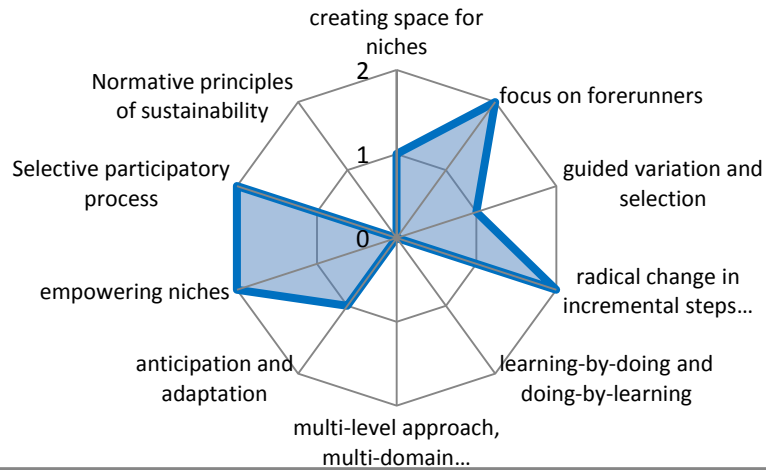 creating space for
niches
2
focus on forerunners
Normative principles
of sustainability
1
guided variation and
selection
Selective participatory
process
0
radical change in
incremental steps…
empowering niches
learning-by-doing and
doing-by-learning
anticipation and
adaptation
multi-level approach,
multi-domain…